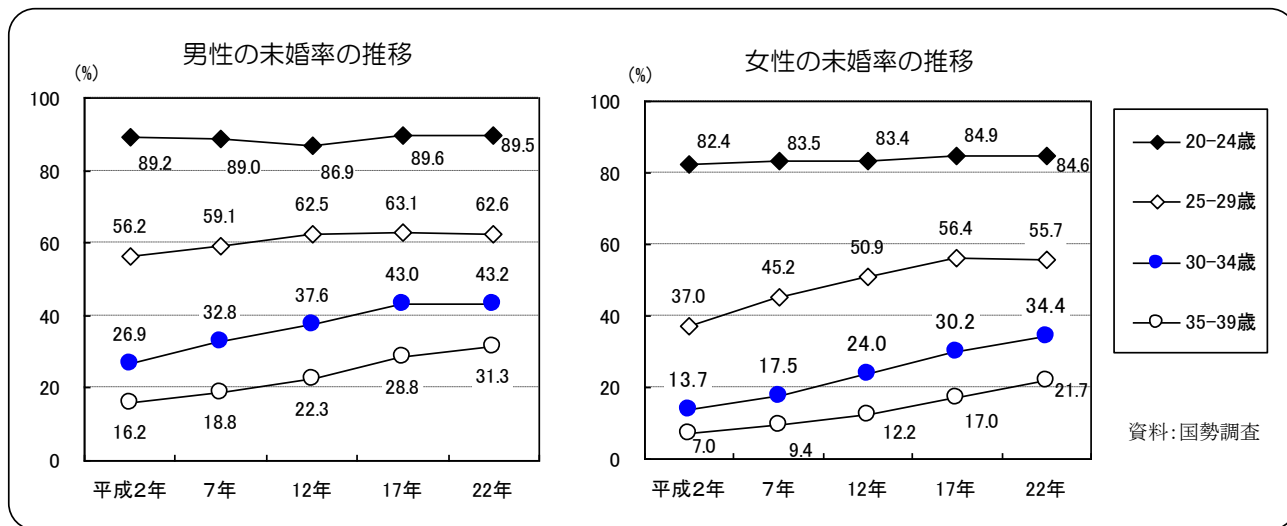 男性の未婚率の推移
(%)
100
80
60
40
20
0
89.2 89.0 86.9 89.6 89.5
56.2 59.1 62.5 63.1 62.6
26.9 32.8 37.6 43.0 43.2
16.2 18.8 22.3 28.8 31.3
平成2年 7年 12年 17年 22年
女性の未婚率の推移
(%)
100
80
60
40
20
0
82.4 83.5 83.4 84.9 84.6
37.0 45.2 50.9 56.4 55.7
13.7 17.5 24.0 30.2 34.4
7.0 9.4 12.2 17.0 21.7
平成2年 7年 12年 17年 22年
20-24歳
25-29歳
30-34歳
35-39歳
資料:国勢調査